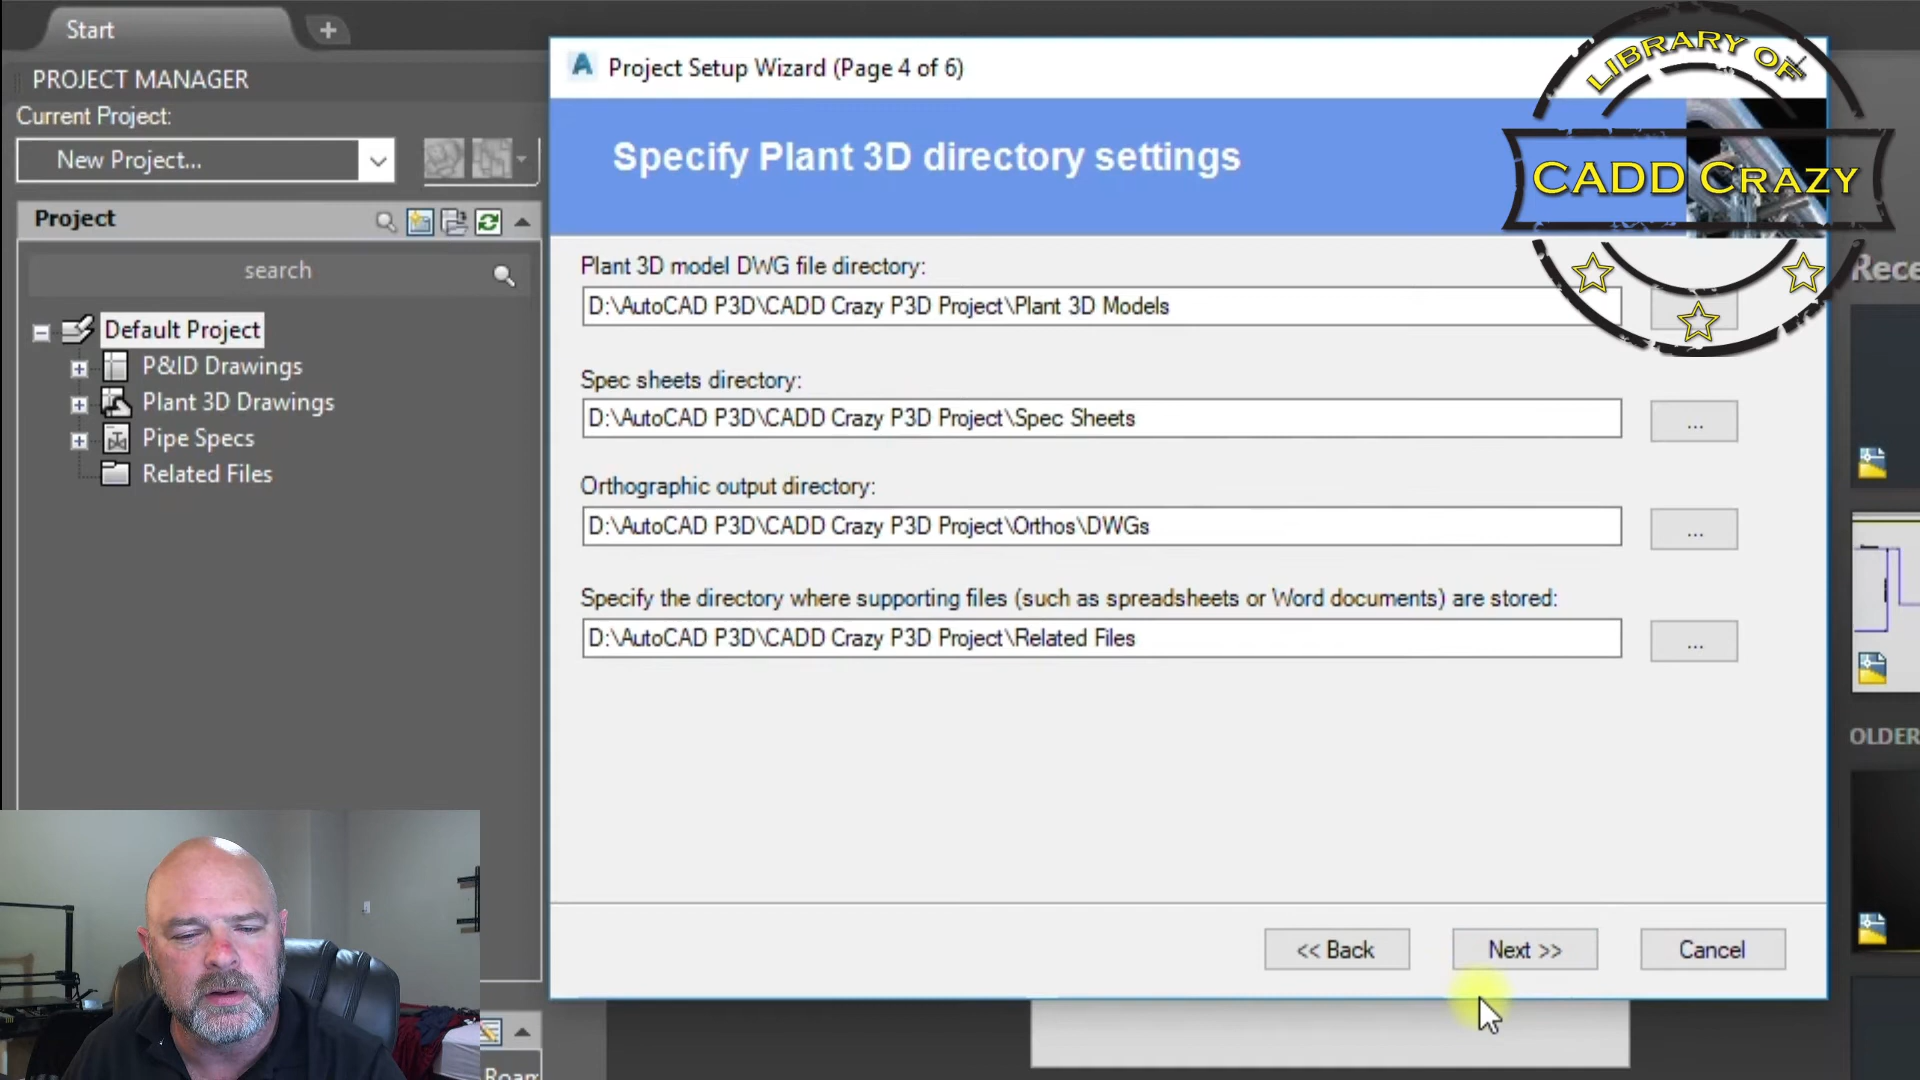 Start
PROJECT MANAGER
Current Project:
New Project...
Project
search
Default Project
P&ID Drawings
Plant 3D Drawings
Pipe Specs
Related Files
Project Setup Wizard (Page 4 of 6)
Specify Plant 3D directory settings
Plant 3D model DWG file directory:
D:\AutoCAD P3D\CADD Crazy P3D Project\Plant 3D Models
Spec sheets directory:
D:\AutoCAD P3D\CADD Crazy P3D Project\Spec Sheets
...
Orthographic output directory:
D:\AutoCAD P3D\CADD Crazy P3D Project\Orthos\DWGs
...
Specify the directory where supporting files (such as spreadsheets or Word documents) are stored:
D:\AutoCAD P3D\CADD Crazy P3D Project\Related Files
...
<< Back
Next >>
Cancel
LIBRARY OF
CADD CRAZY
OLDER